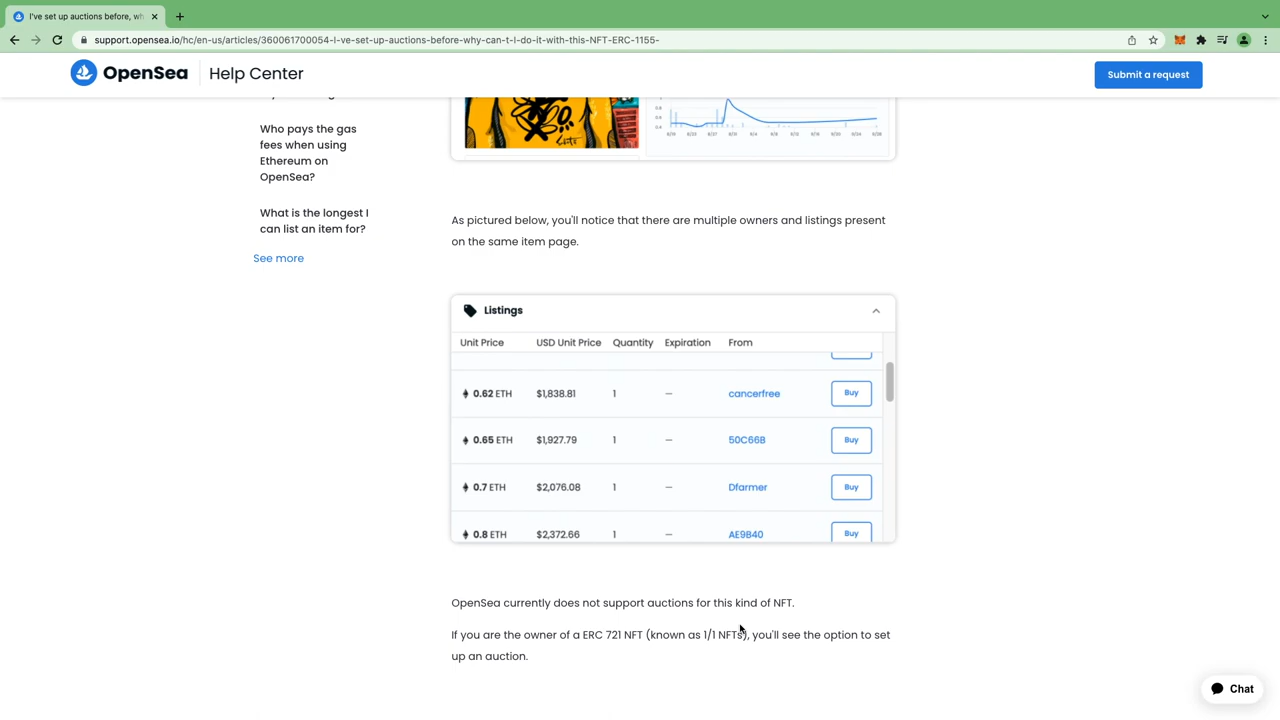 I've set up auctions before, wh
support.opensea.io/hc/en-us/articles/360061700054-I-ve-set-up-auctions-before-why-can-t-I-do-it-with-this-NFT-ERC-1155-
OpenSea
Help Center
Submit a request
Who pays the gas
fees when using
Ethereum on
OpenSea?
What is the longest I
can list an item for?
See more
As pictured below, you'll notice that there are multiple owners and listings present
on the same item page.
Listings
Unit Price USD Unit Price Quantity Expiration From
Buy
0.62 ETH $1,838.81 1 — cancerfree Buy
0.65 ETH $1,927.79 1 — 50C66B Buy
0.7 ETH $2,076.08 1 — Dfarmer Buy
0.8 ETH $2,372.66 1 — AE9B40 Buy
OpenSea currently does not support auctions for this kind of NFT.
If you are the owner of a ERC 721 NFT (known as 1/1 NFTs), you'll see the option to set
up an auction.
Chat